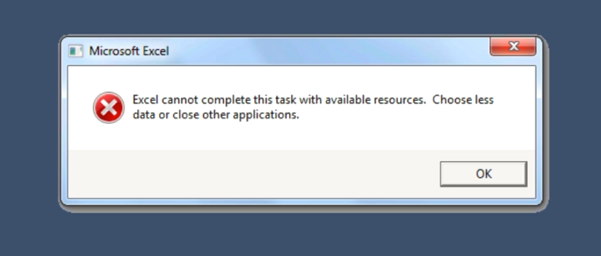 Microsoft Excel
Excel cannot complete this task with available resources.  Choose less
data or close other applications.
OK